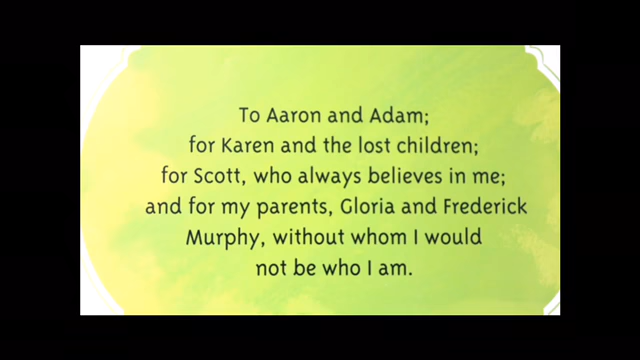 To Aaron and Adam;
for Karen and the lost children;
for Scott, who always believes in me;
and for my parents, Gloria and Frederick
Murphy, without whom I would
not be who I am.